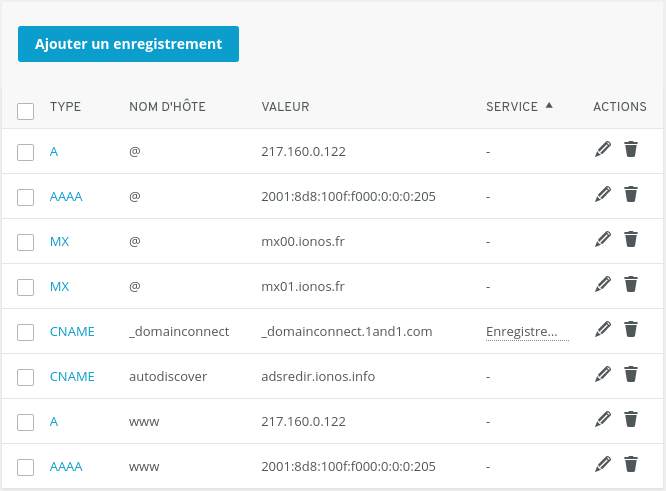 Ajouter un enregistrement
TYPE NOM D'HÔTE VALEUR SERVICE ▲ ACTIONS
A @ 217.160.0.122 -
AAAA @ 2001:8d8:100f:f000:0:0:0:205 -
MX @ mx00.ionos.fr -
MX @ mx01.ionos.fr -
CNAME _domainconnect _domainconnect.1and1.com Enregistre...
CNAME autodiscover adsredir.ionos.info -
A www 217.160.0.122 -
AAAA www 2001:8d8:100f:f000:0:0:0:205 -